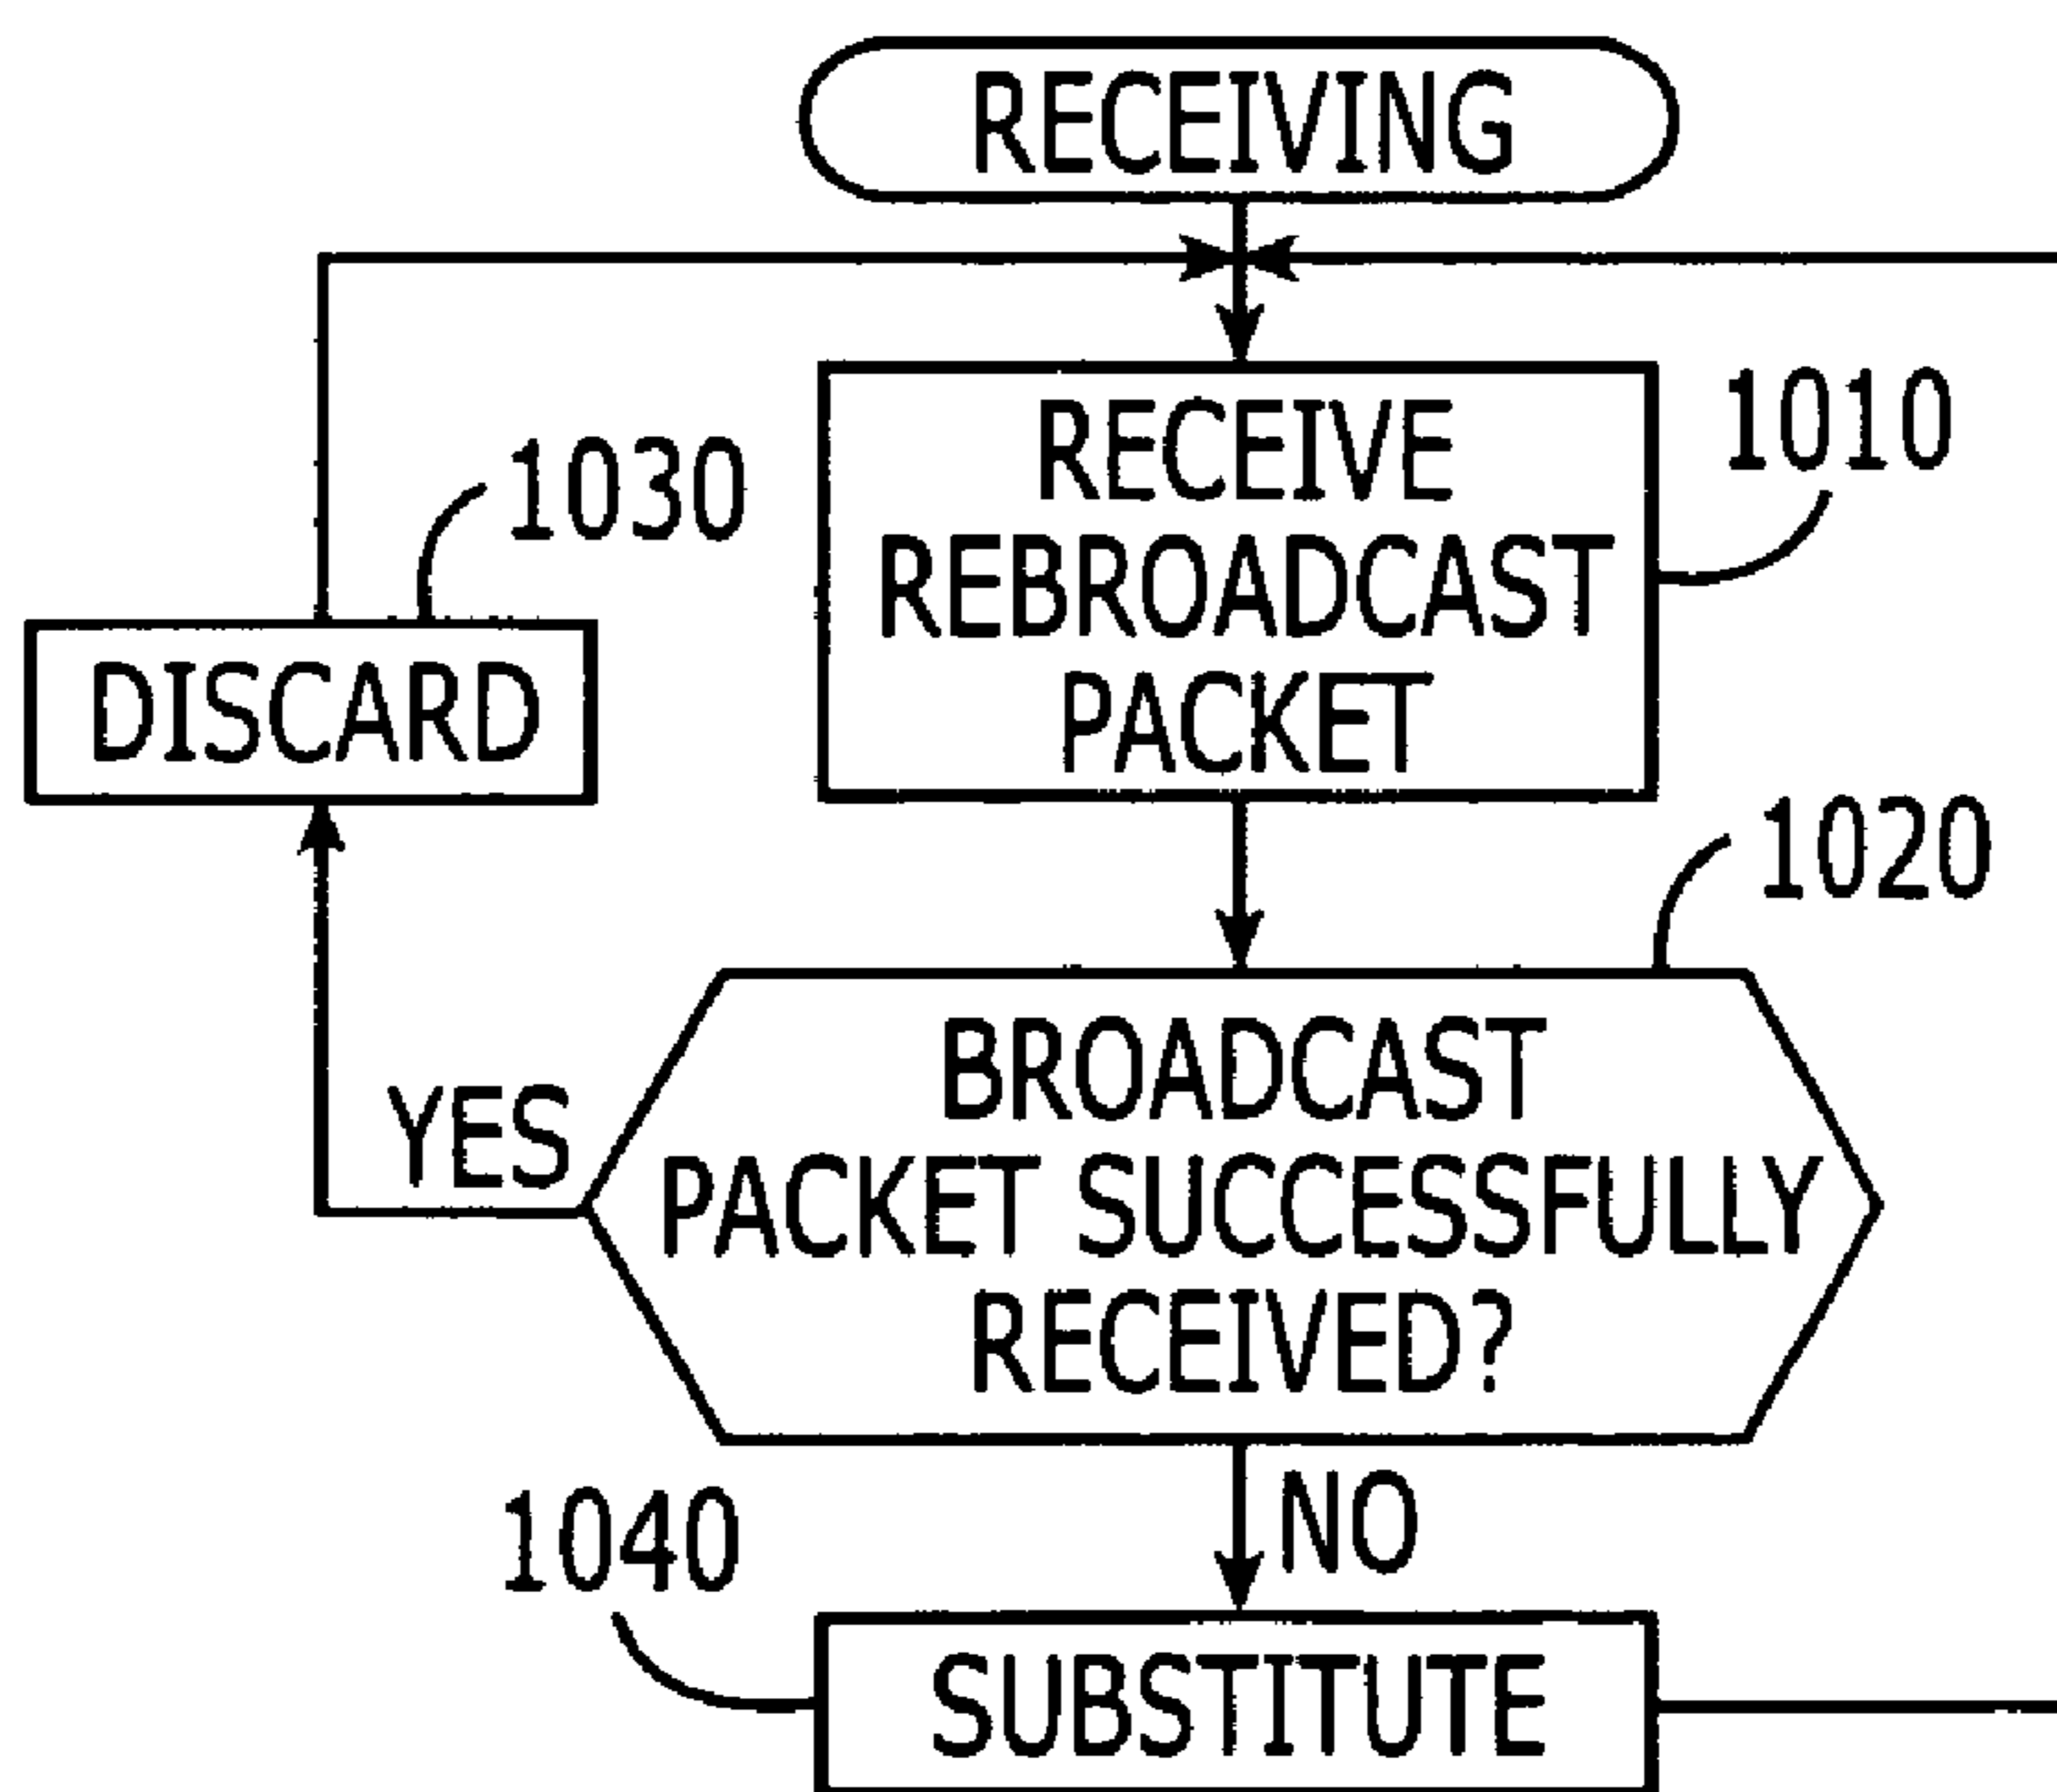 RECEIVING
RECEIVE
REBROADCAST
PACKET
1010
1030
DISCARD
1020
BROADCAST
PACKET SUCCESSFULLY
RECEIVED?
YES
NO
1040
SUBSTITUTE